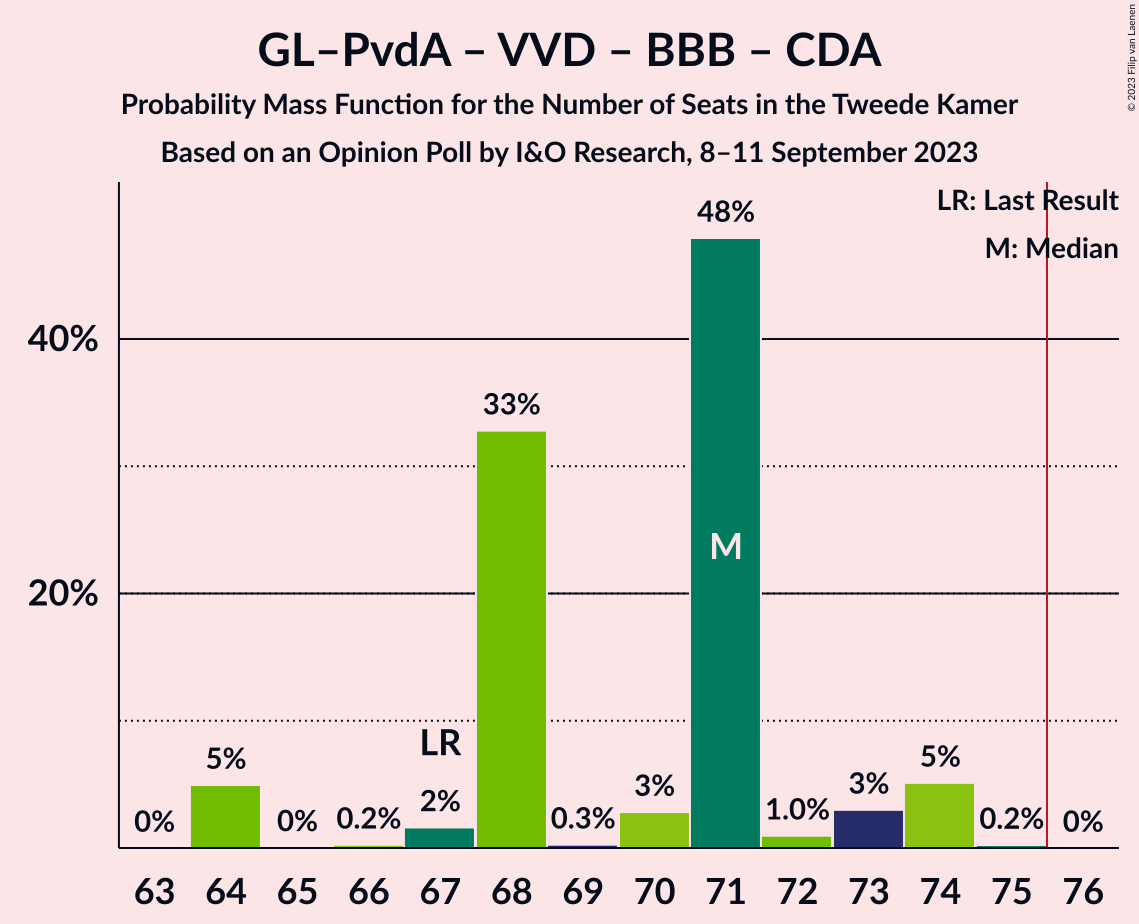 GL–PvdA – VVD – BBB – CDA
Probability Mass Function for the Number of Seats in the Tweede Kamer
Based on an Opinion Poll by I&O Research, 8–11 September 2023
© 2023 Filip van Laenen
LR: Last Result
M: Median
40%
20%
0%
5%
0%
0.2%
LR
2%
33%
0.3%
3%
48%
M
1.0%
3%
5%
0.2%
0%
63 64 65 66 67 68 69 70 71 72 73 74 75 76